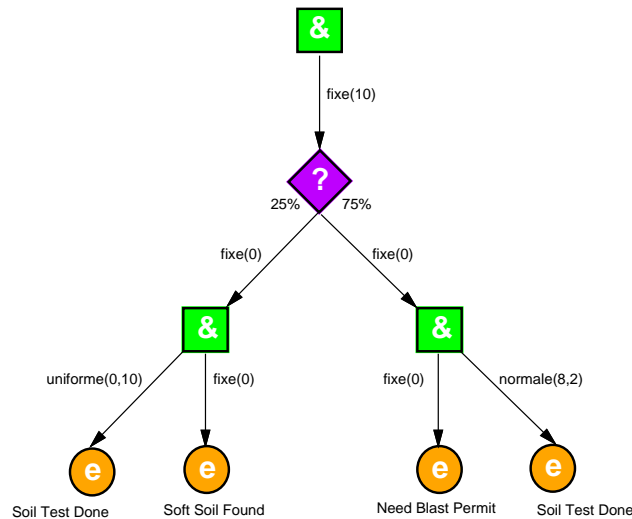 &
fixe(10)
?
25% 75%
fixe(0) fixe(0)
& &
uniforme(0,10) fixe(0) fixe(0) normale(8,2)
e e e e
Soil Test Done Soft Soil Found Need Blast Permit Soil Test Done